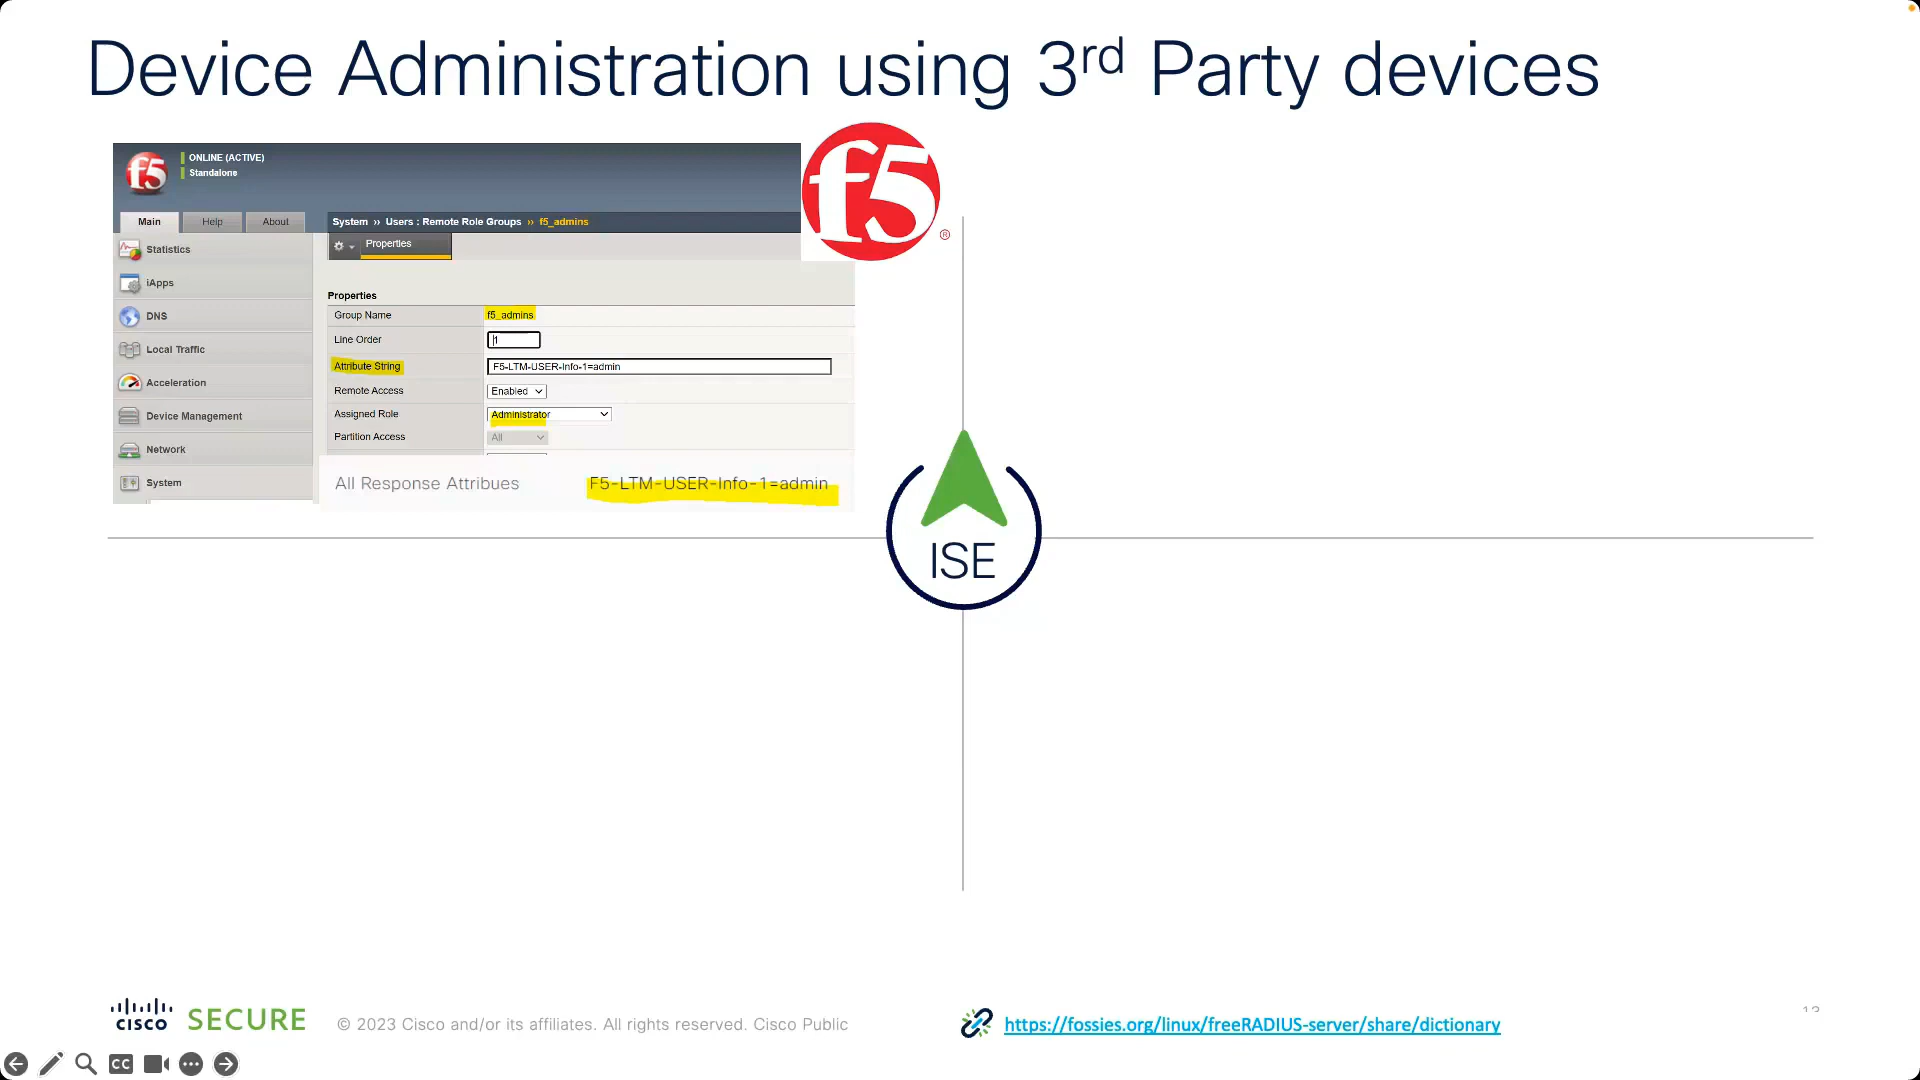 Device Administration using 3rd Party devices
f5
ONLINE (ACTIVE)
Standalone
f5
®
Main Help About
System » Users : Remote Role Groups » f5_admins
Properties
Statistics
iApps
DNS
Local Traffic
Acceleration
Device Management
Network
System
Properties
Group Name f5_admins
Line Order 1
Attribute String F5-LTM-USER-Info-1=admin
Remote Access Enabled
Assigned Role Administrator
Partition Access All
All Response Attribues F5-LTM-USER-Info-1=admin
ISE
cisco SECURE © 2023 Cisco and/or its affiliates. All rights reserved. Cisco Public
https://fossies.org/linux/freeRADIUS-server/share/dictionary
CC